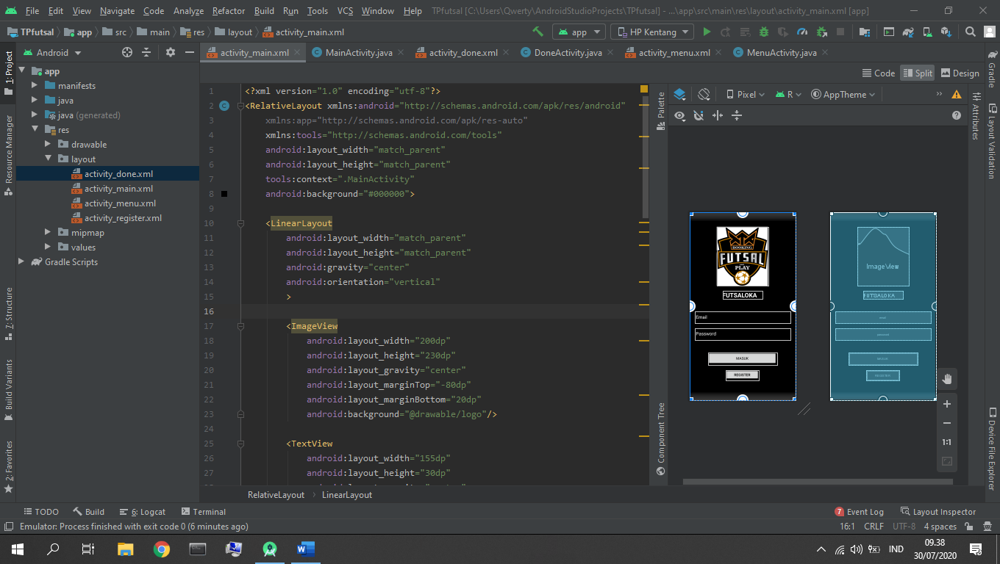 File Edit View Navigate Code Analyze Refactor Build Run Tools VCS Window Help TPfutsal [C:\Users\Qwerty\AndroidStudioProjects\TPfutsal] - ...\app\src\main\res\layout\activity_main.xml [app]
TPfutsal app src main res layout activity_main.xml app HP Kentang
Android activity_main.xml MainActivity.java activity_done.xml DoneActivity.java activity_menu.xml MenuActivity.java
Code Split Design
1: Project
Resource Manager
7: Structure
Build Variants
2: Favorites
app
manifests
java
java (generated)
res
drawable
layout
activity_done.xml
activity_main.xml
activity_menu.xml
activity_register.xml
mipmap
values
Gradle Scripts
1 <?xml version="1.0" encoding="utf-8"?>
2 <RelativeLayout xmlns:android="http://schemas.android.com/apk/res/android"
3 xmlns:app="http://schemas.android.com/apk/res-auto"
4 xmlns:tools="http://schemas.android.com/tools"
5 android:layout_width="match_parent"
6 android:layout_height="match_parent"
7 tools:context=".MainActivity"
8 android:background="#000000">
9
10 <LinearLayout
11 android:layout_width="match_parent"
12 android:layout_height="match_parent"
13 android:gravity="center"
14 android:orientation="vertical"
15 >
16
17 <ImageView
18 android:layout_width="200dp"
19 android:layout_height="230dp"
20 android:layout_gravity="center"
21 android:layout_marginTop="-80dp"
22 android:layout_marginBottom="20dp"
23 android:background="@drawable/logo"/>
24
25 <TextView
26 android:layout_width="155dp"
27 android:layout_height="30dp"
RelativeLayout › LinearLayout
Palette
Component Tree
Pixel R AppTheme
BOOKING
FUTSAL
PLAY
FUTSALOKA
Email
Password
MASUK
REGISTER
ImageView
FUTSALOKA
1:1
Gradle
Attributes
Layout Validation
Device File Explorer
TODO Build 6: Logcat Terminal 7 Event Log Layout Inspector
Emulator: Process finished with exit code 0 (6 minutes ago) 16:1 CRLF UTF-8 4 spaces
IND 09.38
30/07/2020